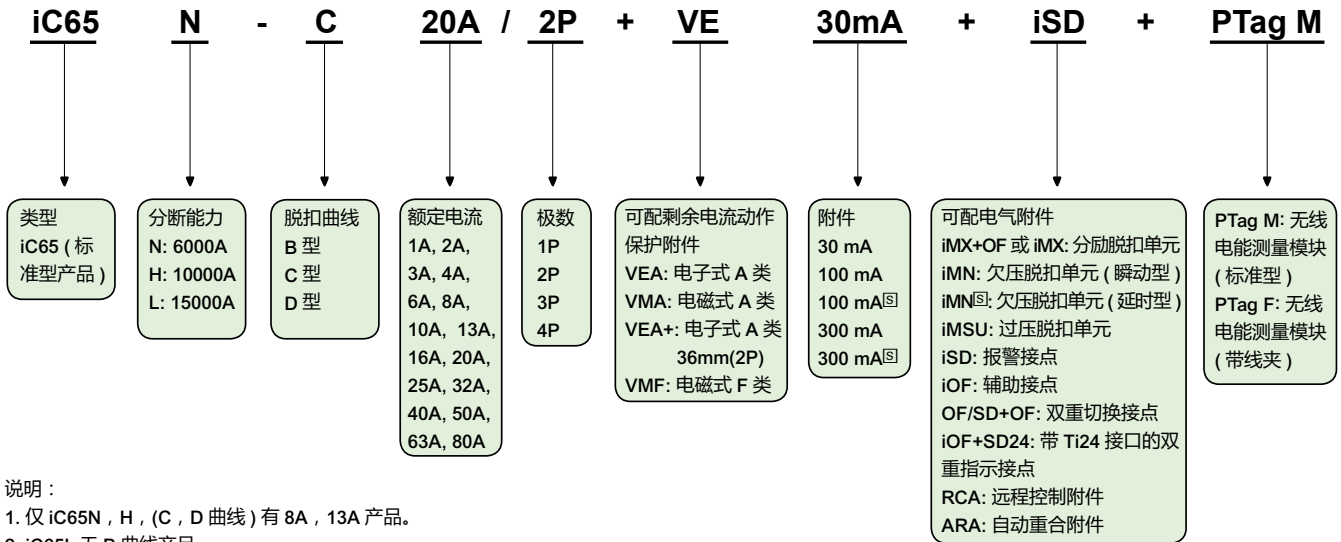 iC65 N - C 20A / 2P + VE 30mA + iSD + PTag M
类型
iC65 ( 标
准型产品 )
分断能力
N: 6000A
H: 10000A
L: 15000A
脱扣曲线
B 型
C 型
D 型
额定电流
1A, 2A,
3A, 4A,
6A, 8A,
10A, 13A,
16A, 20A,
25A, 32A,
40A, 50A,
63A, 80A
极数
1P
2P
3P
4P
可配剩余电流动作
保护附件
VEA: 电子式 A 类
VMA: 电磁式 A 类
VEA+: 电子式 A 类
36mm(2P)
VMF: 电磁式 F 类
附件
30 mA
100 mA
100 mA🅂
300 mA
300 mA🅂
可配电气附件
iMX+OF 或 iMX: 分励脱扣单元
iMN: 欠压脱扣单元 ( 瞬动型 )
iMN🅂: 欠压脱扣单元 ( 延时型 )
iMSU: 过压脱扣单元
iSD: 报警接点
iOF: 辅助接点
OF/SD+OF: 双重切换接点
iOF+SD24: 带 Ti24 接口的双
重指示接点
RCA: 远程控制附件
ARA: 自动重合附件
PTag M: 无线
电能测量模块
( 标准型 )
PTag F: 无线
电能测量模块
( 带线夹 )
说明：
1. 仅 iC65N，H，(C，D 曲线 ) 有 8A，13A 产品。